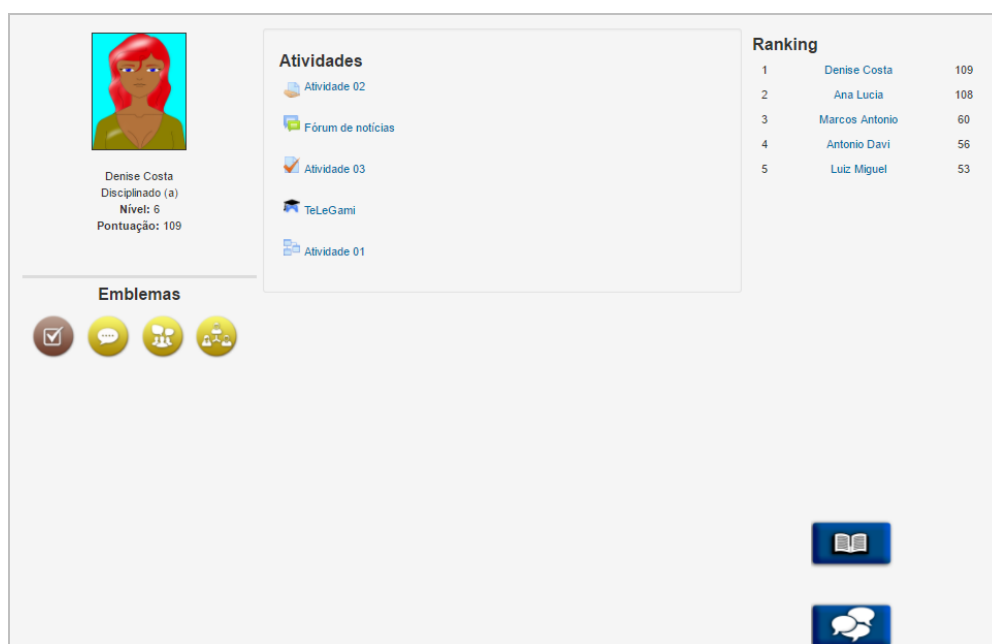 Denise Costa
Disciplinado (a)
Nível: 6
Pontuação: 109
Emblemas
Atividades
Atividade 02
Fórum de notícias
Atividade 03
TeLeGami
Atividade 01
Ranking
1 Denise Costa 109
2 Ana Lucia 108
3 Marcos Antonio 60
4 Antonio Davi 56
5 Luiz Miguel 53